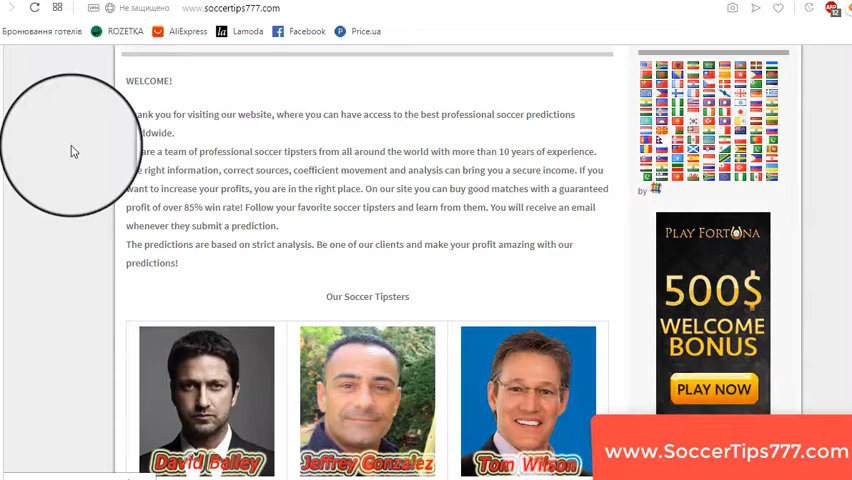 Не защищено
www.soccertips777.com
Бронювання готелів
ROZETKA
AliExpress
la
Lamoda
Facebook
Price.ua
VPN
12
WELCOME!
ank you for visiting our website, where you can have access to the best professional soccer predictions
dwide.
are a team of professional soccer tipsters from all around the world with more than 10 years of experience.
right information, correct sources, coefficient movement and analysis can bring you a secure income. If you
want to increase your profits, you are in the right place. On our site you can buy good matches with a guaranteed
profit of over 85% win rate! Follow your favorite soccer tipsters and learn from them. You will receive an email
whenever they submit a prediction.
The predictions are based on strict analysis. Be one of our clients and make your profit amazing with our
predictions!
Our Soccer Tipsters
David Bailey
Jeffrey Gonzalez
Tom Wilson
by
PLAY FORTUNA
500$
WELCOME
BONUS
PLAY NOW
www.SoccerTips777.com